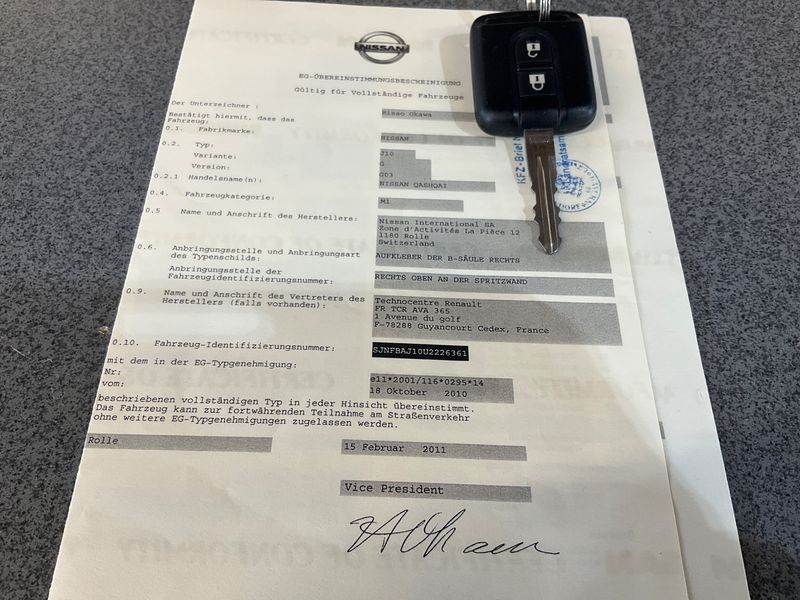 NISSAN
EG-ÜBEREINSTIMMUNGSBESCHEINIGUNG
Gültig für Vollständige Fahrzeuge
Der Unterzeichner :
Misao Okawa
Bestätigt hiermit, dass das
Fahrzeug:
0.1. Fabrikmarke:
NISSAN
0.2. Typ:
J10
Variante:
G
Version:
G03
0.2.1 Handelsname(n):
NISSAN QASHQAI
0.4. Fahrzeugkategorie:
M1
0.5 Name und Anschrift des Herstellers:
Nissan International SA
Zone d'Activités La Pièce 12
1180 Rolle
Switzerland
0.6. Anbringungsstelle und Anbringungsart
des Typenschilds:
AUFKLEBER DER B-SÄULE RECHTS
Anbringungsstelle der
Fahrzeugidentifizierungsnummer:
RECHTS OBEN AN DER SPRITZWAND
0.9. Name und Anschrift des Vertreters des
Herstellers (falls vorhanden):
Technocentre Renault
FR TCR AVA 365
1 Avenue du golf
F-78288 Guyancourt Cedex, France
0.10. Fahrzeug-Identifizierungsnummer:
SJNFBAJ10U2226361
mit dem in der EG-Typgenehmigung:
Nr:
e11*2001/116*0295*14
vom:
18 Oktober 2010
beschriebenen vollständigen Typ in jeder Hinsicht übereinstimmt.
Das Fahrzeug kann zur fortwährenden Teilnahme am Straßenverkehr
ohne weitere EG-Typgenehmigungen zugelassen werden.
Rolle
15 Februar 2011
Vice President
KFZ-Brief